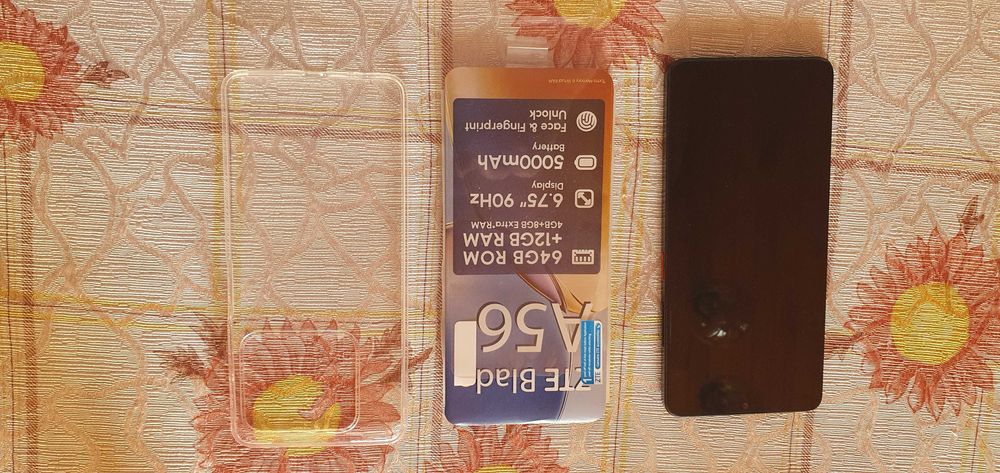 ZTE Blad
A56
64GB ROM
+12GB RAM
4GB+8GB Extra RAM
6.75" 90Hz
Display
5000mAh
Battery
Face & Fingerprint
Unlock